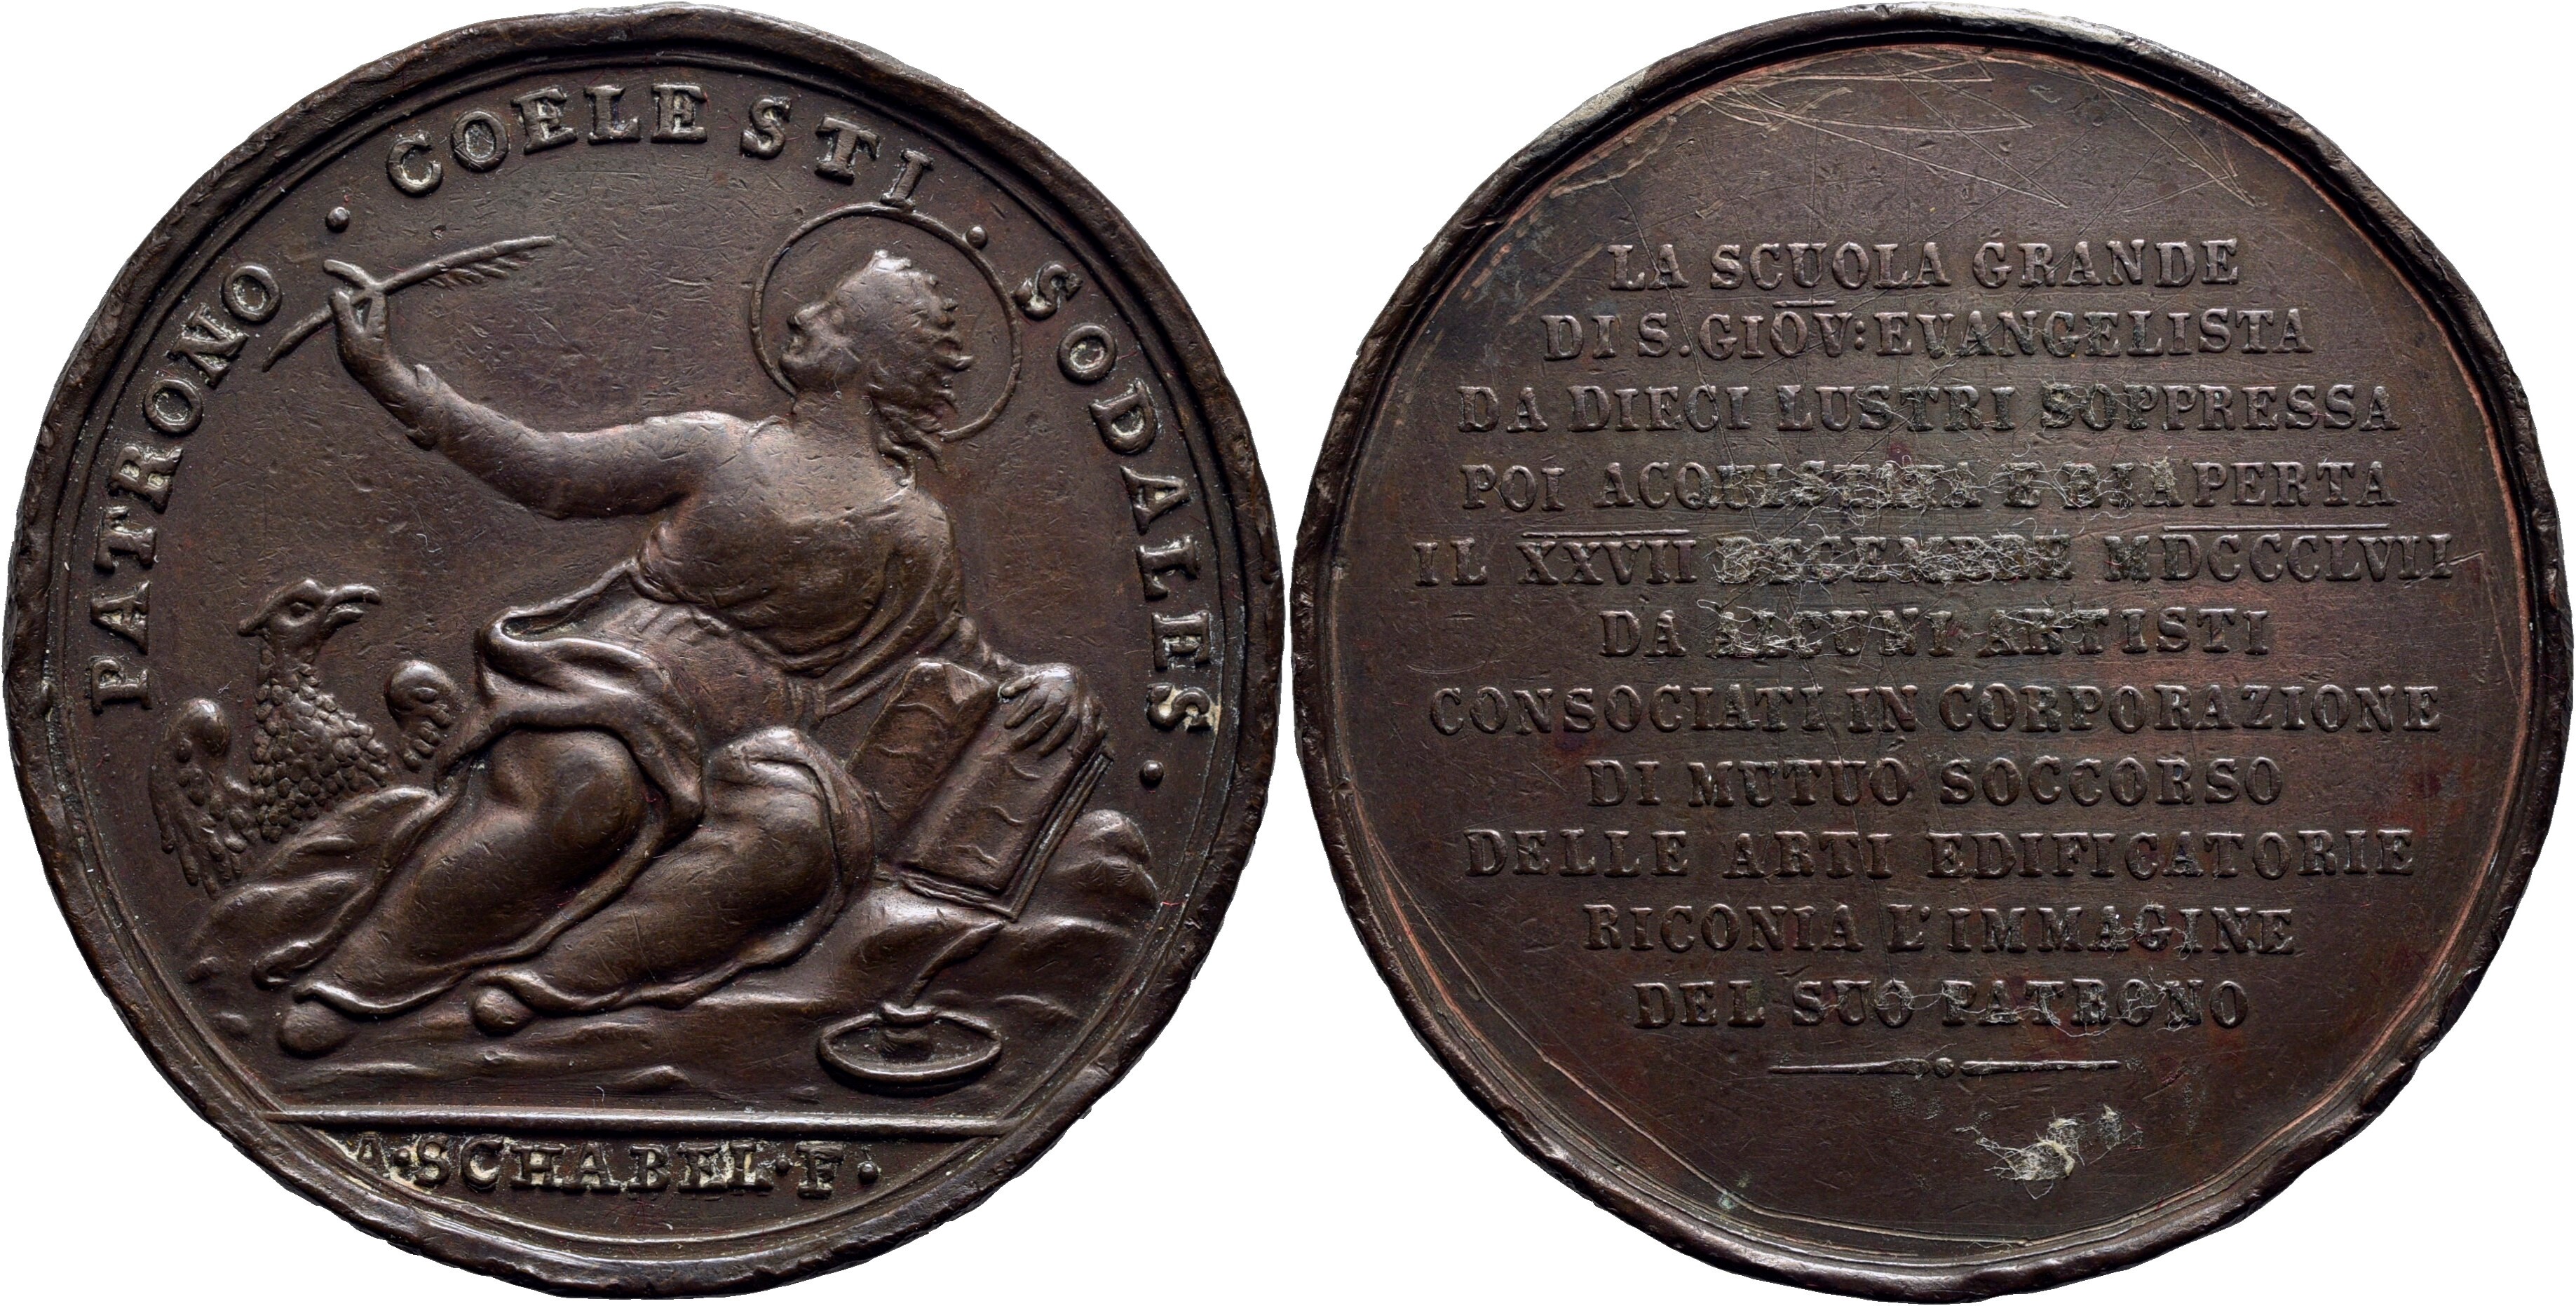 PATRONO · COELESTI · SODALES ·
A · SCHABEL · F ·
LA SCUOLA GRANDE
DI S. GIOV: EVANGELISTA
DA DIECI LUSTRI SOPPRESSA
POI ACQUISTATA E RIAPERTA
IL XXVII DECEMBRE MDCCCLVII
DA ALCUNI ARTISTI
CONSOCIATI IN CORPORAZIONE
DI MUTUO SOCCORSO
DELLE ARTI EDIFICATORIE
RICONIA L'IMMAGINE
DEL SUO PATRONO